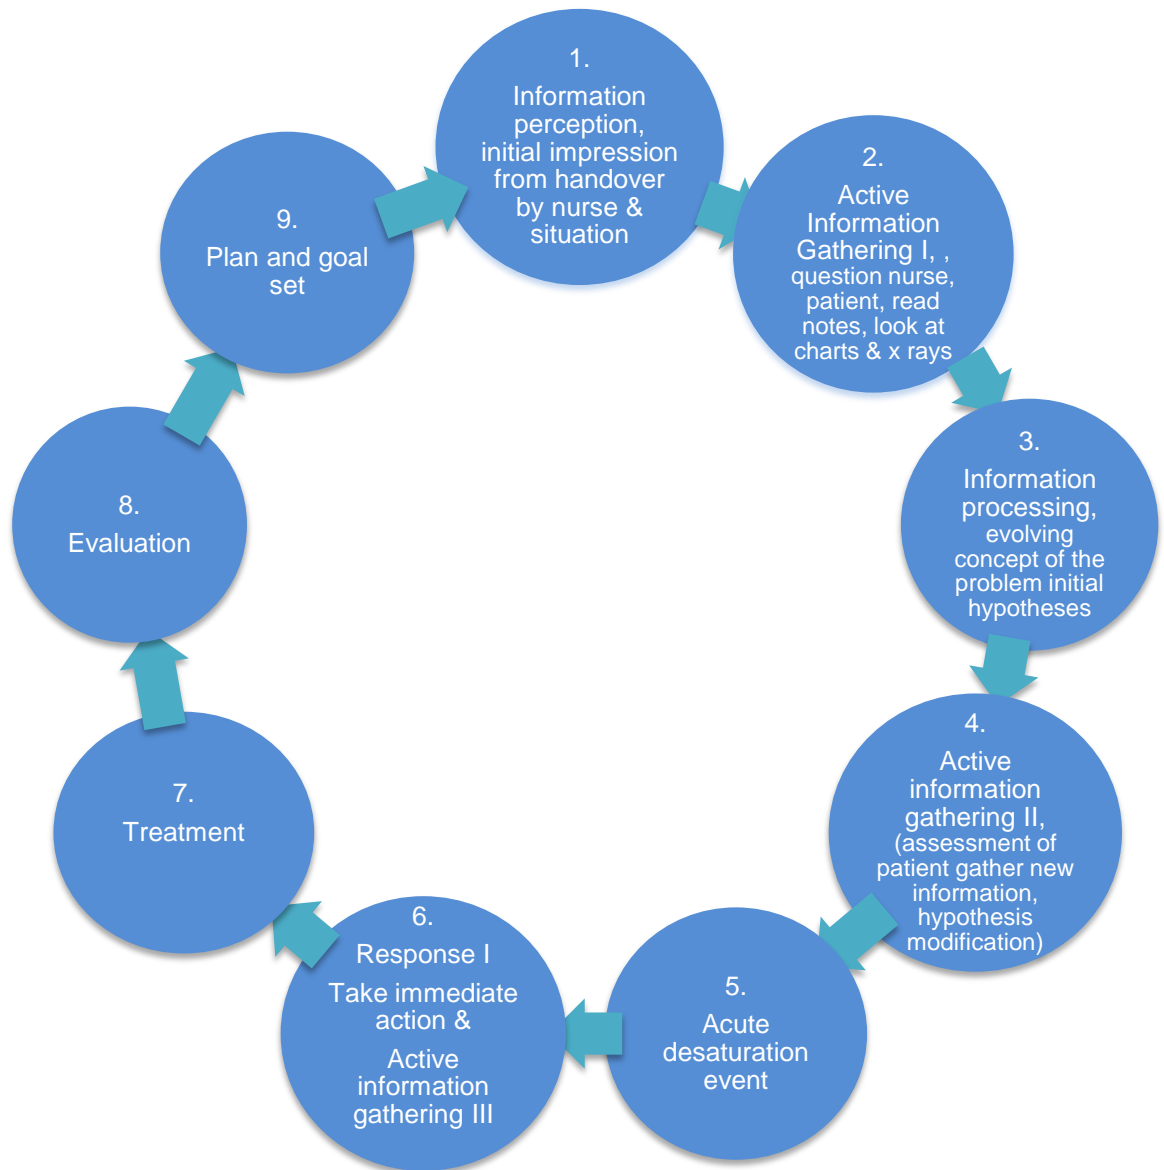 1.
Information
perception,
initial impression
from handover
by nurse &
situation
2.
Active
Information
Gathering I, ,
question nurse,
patient, read
notes, look at
charts & x rays
3.
Information
processing,
evolving
concept of the
problem initial
hypotheses
4.
Active
information
gathering II,
(assessment of
patient gather new
information,
hypothesis
modification)
5.
Acute
desaturation
event
6.
Response I
Take immediate
action &
Active
information
gathering III
7.
Treatment
8.
Evaluation
9.
Plan and goal
set